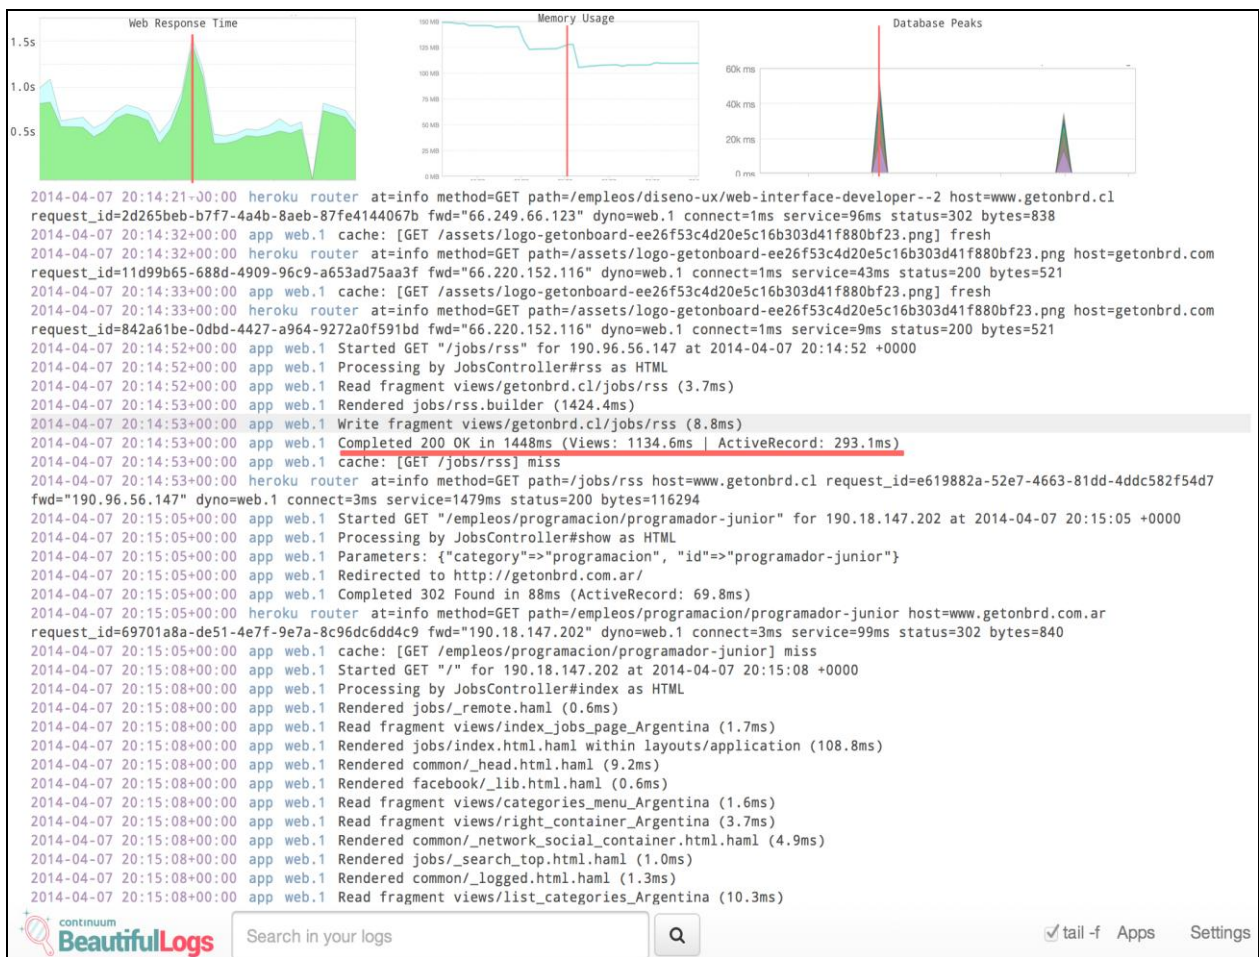 Web Response Time
Memory Usage
Database Peaks
1.5s
1.0s
0.5s
150 MB
125 MB
100 MB
75 MB
50 MB
25 MB
0 MB
60k ms
40k ms
20k ms
0 ms
2014-04-07 20:14:21+00:00 heroku router at=info method=GET path=/empleos/diseno-ux/web-interface-developer--2 host=www.getonbrd.cl
request_id=2d265beb-b7f7-4a4b-8aeb-87fe4144067b fwd="66.249.66.123" dyno=web.1 connect=1ms service=96ms status=302 bytes=838
2014-04-07 20:14:32+00:00 app web.1 cache: [GET /assets/logo-getonboard-ee26f53c4d20e5c16b303d41f880bf23.png] fresh
2014-04-07 20:14:32+00:00 heroku router at=info method=GET path=/assets/logo-getonboard-ee26f53c4d20e5c16b303d41f880bf23.png host=getonbrd.com
request_id=11d99b65-688d-4909-96c9-a653ad75aa3f fwd="66.220.152.116" dyno=web.1 connect=1ms service=43ms status=200 bytes=521
2014-04-07 20:14:33+00:00 app web.1 cache: [GET /assets/logo-getonboard-ee26f53c4d20e5c16b303d41f880bf23.png] fresh
2014-04-07 20:14:33+00:00 heroku router at=info method=GET path=/assets/logo-getonboard-ee26f53c4d20e5c16b303d41f880bf23.png host=getonbrd.com
request_id=842a61be-0dbd-4427-a964-9272a0f591bd fwd="66.220.152.116" dyno=web.1 connect=1ms service=9ms status=200 bytes=521
2014-04-07 20:14:52+00:00 app web.1 Started GET "/jobs/rss" for 190.96.56.147 at 2014-04-07 20:14:52 +0000
2014-04-07 20:14:52+00:00 app web.1 Processing by JobsController#rss as HTML
2014-04-07 20:14:52+00:00 app web.1 Read fragment views/getonbrd.cl/jobs/rss (3.7ms)
2014-04-07 20:14:53+00:00 app web.1 Rendered jobs/rss.builder (1424.4ms)
2014-04-07 20:14:53+00:00 app web.1 Write fragment views/getonbrd.cl/jobs/rss (8.8ms)
2014-04-07 20:14:53+00:00 app web.1 Completed 200 OK in 1448ms (Views: 1134.6ms | ActiveRecord: 293.1ms)
2014-04-07 20:14:53+00:00 app web.1 cache: [GET /jobs/rss] miss
2014-04-07 20:14:53+00:00 heroku router at=info method=GET path=/jobs/rss host=www.getonbrd.cl request_id=e619882a-52e7-4663-81dd-4ddc582f54d7
fwd="190.96.56.147" dyno=web.1 connect=3ms service=1479ms status=200 bytes=116294
2014-04-07 20:15:05+00:00 app web.1 Started GET "/empleos/programacion/programador-junior" for 190.18.147.202 at 2014-04-07 20:15:05 +0000
2014-04-07 20:15:05+00:00 app web.1 Processing by JobsController#show as HTML
2014-04-07 20:15:05+00:00 app web.1 Parameters: {"category"=>"programacion", "id"=>"programador-junior"}
2014-04-07 20:15:05+00:00 app web.1 Redirected to http://getonbrd.com.ar/
2014-04-07 20:15:05+00:00 app web.1 Completed 302 Found in 88ms (ActiveRecord: 69.8ms)
2014-04-07 20:15:05+00:00 heroku router at=info method=GET path=/empleos/programacion/programador-junior host=www.getonbrd.com.ar
request_id=69701a8a-de51-4e7f-9e7a-8c96dc6dd4c9 fwd="190.18.147.202" dyno=web.1 connect=3ms service=99ms status=302 bytes=840
2014-04-07 20:15:05+00:00 app web.1 cache: [GET /empleos/programacion/programador-junior] miss
2014-04-07 20:15:08+00:00 app web.1 Started GET "/" for 190.18.147.202 at 2014-04-07 20:15:08 +0000
2014-04-07 20:15:08+00:00 app web.1 Processing by JobsController#index as HTML
2014-04-07 20:15:08+00:00 app web.1 Rendered jobs/_remote.haml (0.6ms)
2014-04-07 20:15:08+00:00 app web.1 Read fragment views/index_jobs_page_Argentina (1.7ms)
2014-04-07 20:15:08+00:00 app web.1 Rendered jobs/index.html.haml within layouts/application (108.8ms)
2014-04-07 20:15:08+00:00 app web.1 Rendered common/_head.html.haml (9.2ms)
2014-04-07 20:15:08+00:00 app web.1 Rendered facebook/_lib.html.haml (0.6ms)
2014-04-07 20:15:08+00:00 app web.1 Read fragment views/categories_menu_Argentina (1.6ms)
2014-04-07 20:15:08+00:00 app web.1 Read fragment views/right_container_Argentina (3.7ms)
2014-04-07 20:15:08+00:00 app web.1 Rendered common/_network_social_container.html.haml (4.9ms)
2014-04-07 20:15:08+00:00 app web.1 Rendered jobs/_search_top.html.haml (1.0ms)
2014-04-07 20:15:08+00:00 app web.1 Rendered common/_logged.html.haml (1.3ms)
2014-04-07 20:15:08+00:00 app web.1 Read fragment views/list_categories_Argentina (10.3ms)
continuum
BeautifulLogs
Search in your logs
tail -f Apps Settings